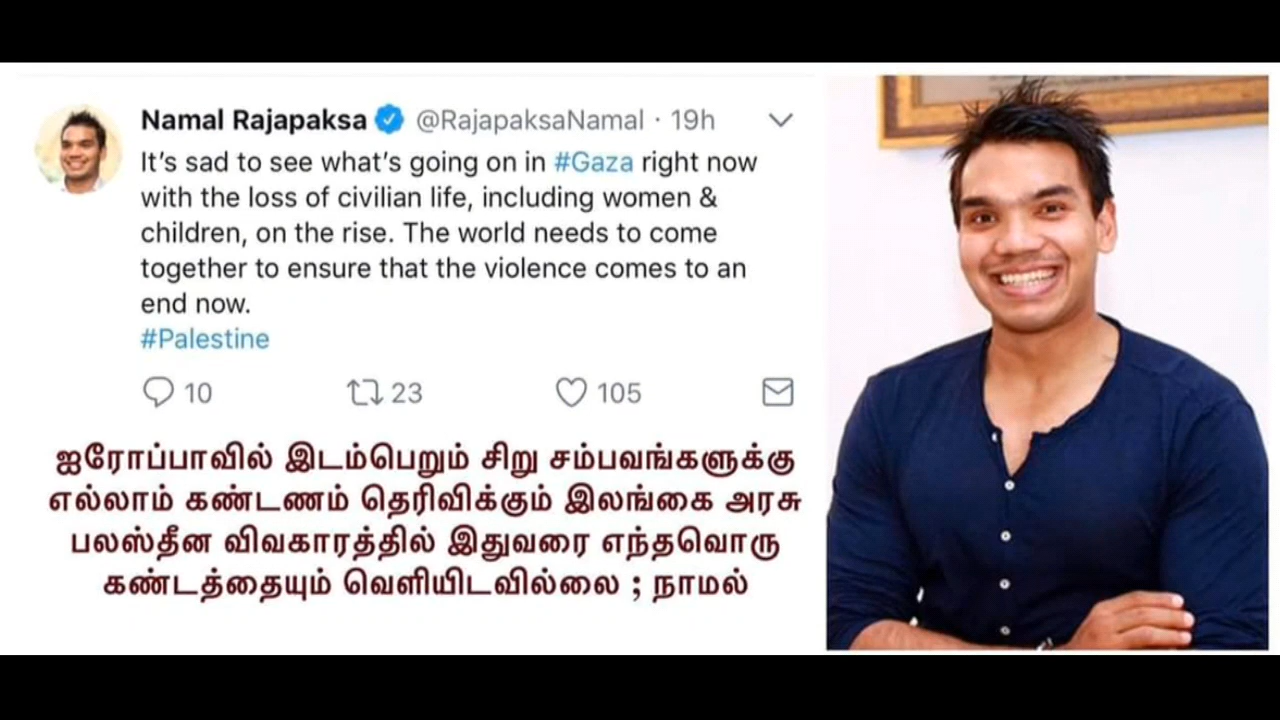 Namal Rajapaksa @RajapaksaNamal · 19h
It's sad to see what's going on in #Gaza right now
with the loss of civilian life, including women &
children, on the rise. The world needs to come
together to ensure that the violence comes to an
end now.
#Palestine
10 23 105
ஐரோப்பாவில் இடம்பெறும் சிறு சம்பவங்களுக்கு
எல்லாம் கண்டணம் தெரிவிக்கும் இலங்கை அரசு
பலஸ்தீன விவகாரத்தில் இதுவரை எந்தவொரு
கண்டத்தையும் வெளியிடவில்லை ; நாமல்